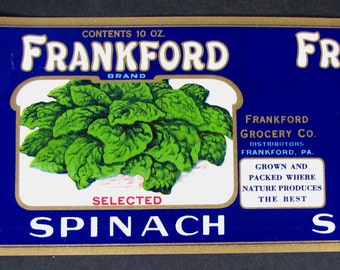 CONTENTS 10 OZ.
FRANKFORD
BRAND
SELECTED
SPINACH
FRANKFORD
GROCERY CO.
DISTRIBUTORS
FRANKFORD, PA.
GROWN AND
PACKED WHERE
NATURE PRODUCES
THE BEST
FR
S